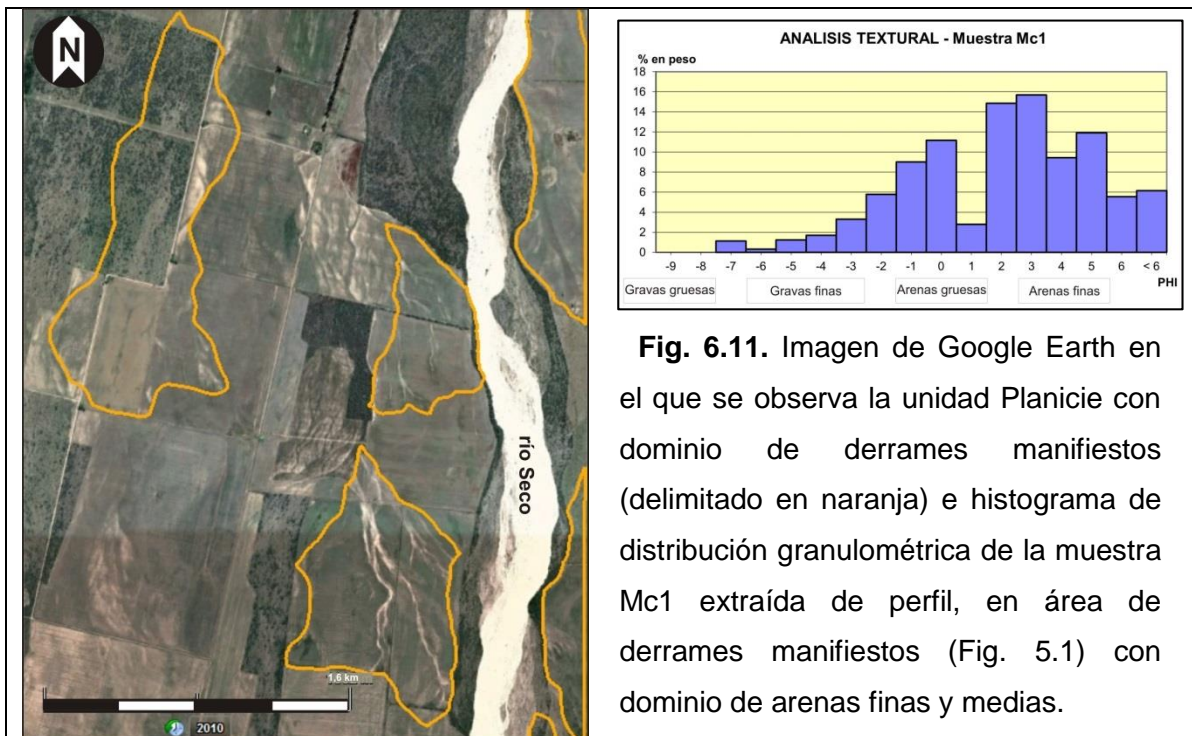 N
río Seco
1,6 km
2010
ANALISIS TEXTURAL - Muestra Mc1
% en peso
18
16
14
12
10
8
6
4
2
0
-9 -8 -7 -6 -5 -4 -3 -2 -1 0 1 2 3 4 5 6 < 6
PHI
Gravas gruesas Gravas finas Arenas gruesas Arenas finas
Fig. 6.11. Imagen de Google Earth en
el que se observa la unidad Planicie con
dominio de derrames manifiestos
(delimitado en naranja) e histograma de
distribución granulométrica de la muestra
Mc1 extraída de perfil, en área de
derrames manifiestos (Fig. 5.1) con
dominio de arenas finas y medias.